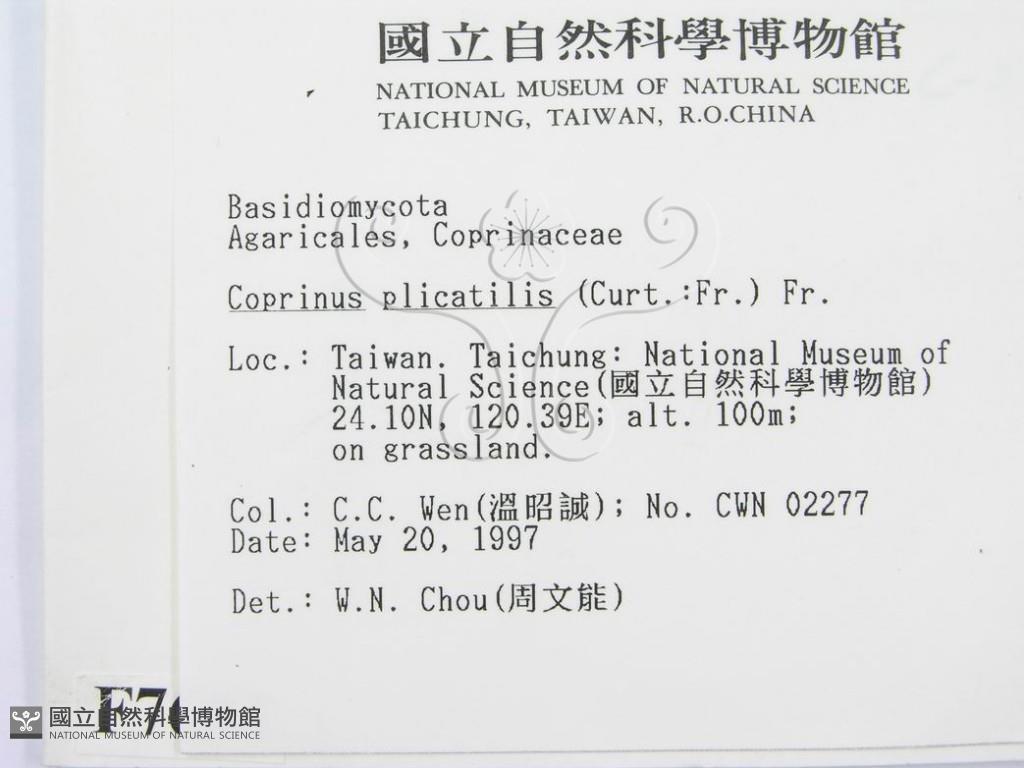 國立自然科學博物館
NATIONAL MUSEUM OF NATURAL SCIENCE
TAICHUNG, TAIWAN, R.O.CHINA
Basidiomycota
Agaricales, Coprinaceae
Coprinus plicatilis (Curt.:Fr.) Fr.
Loc.: Taiwan. Taichung: National Museum of
Natural Science(國立自然科學博物館)
24.10N, 120.39E; alt. 100m;
on grassland.
Col.: C.C. Wen(溫昭誠); No. CWN 02277
Date: May 20, 1997
Det.: W.N. Chou(周文能)
國立自然科學博物館
NATIONAL MUSEUM OF NATURAL SCIENCE